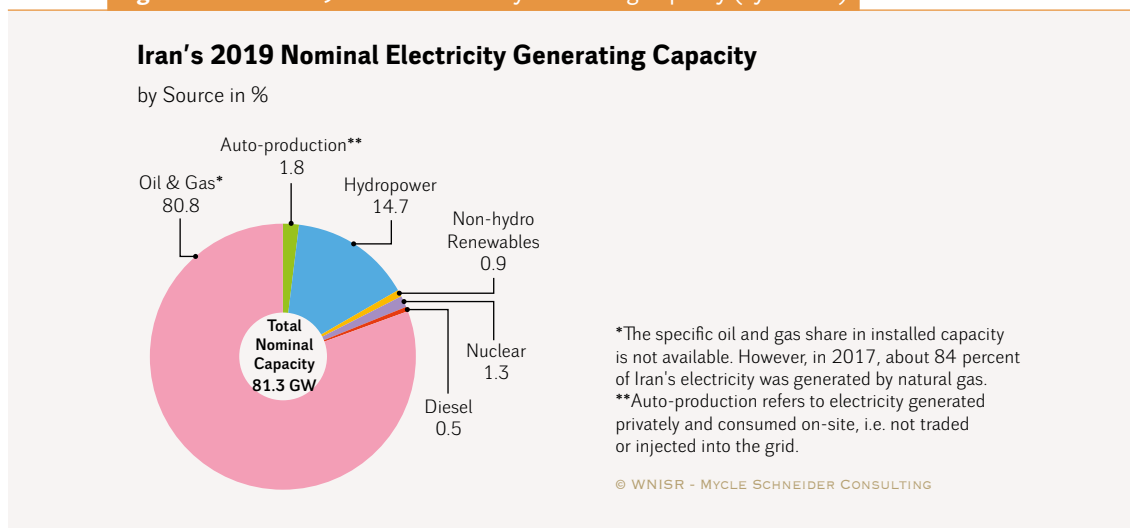 Iran's 2019 Nominal Electricity Generating Capacity
by Source in %
Auto-production**
1.8
Oil & Gas*
80.8
Hydropower
14.7
Non-hydro
Renewables
0.9
Nuclear
1.3
Diesel
0.5
Total
Nominal
Capacity
81.3 GW
*The specific oil and gas share in installed capacity
is not available. However, in 2017, about 84 percent
of Iran's electricity was generated by natural gas.
**Auto-production refers to electricity generated
privately and consumed on-site, i.e. not traded
or injected into the grid.
© WNISR - Mycle Schneider Consulting